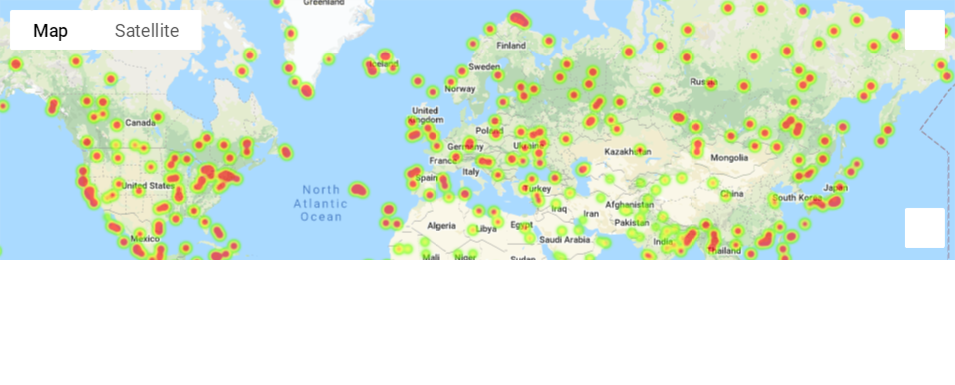 Greenland
Map
Satellite
Iceland
Finland
Sweden
Russia
Norway
United
Kingdom
Canada
Poland
Germany
Ukraine
France
Kazakhstan
Mongolia
Italy
Spain
United States
Turkey
North
Atlantic
Ocean
China
South Korea
Japan
Iraq
Iran
Afghanistan
Pakistan
Algeria
Libya
Egypt
Mexico
Saudi Arabia
India
Thailand
Mali
Niger
Sudan